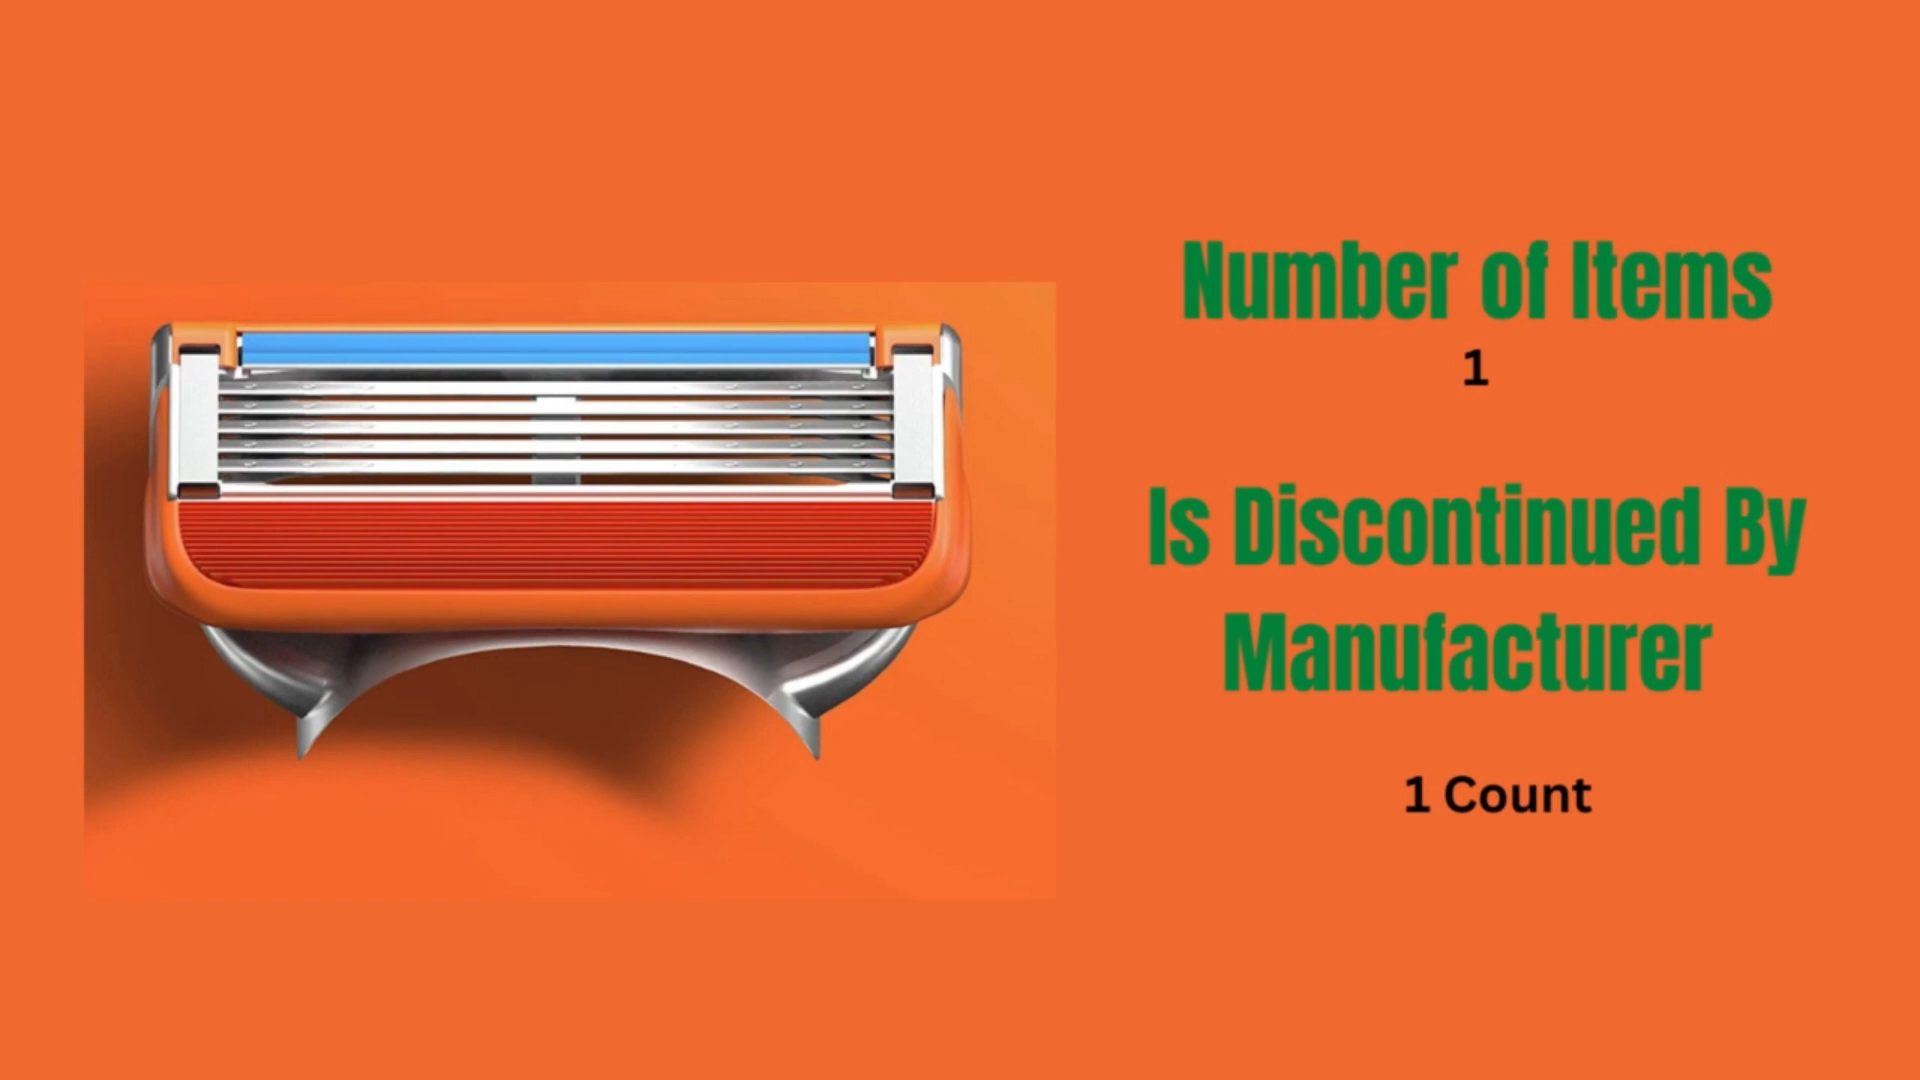 Number of Items
1
Is Discontinued By
Manufacturer
1 Count